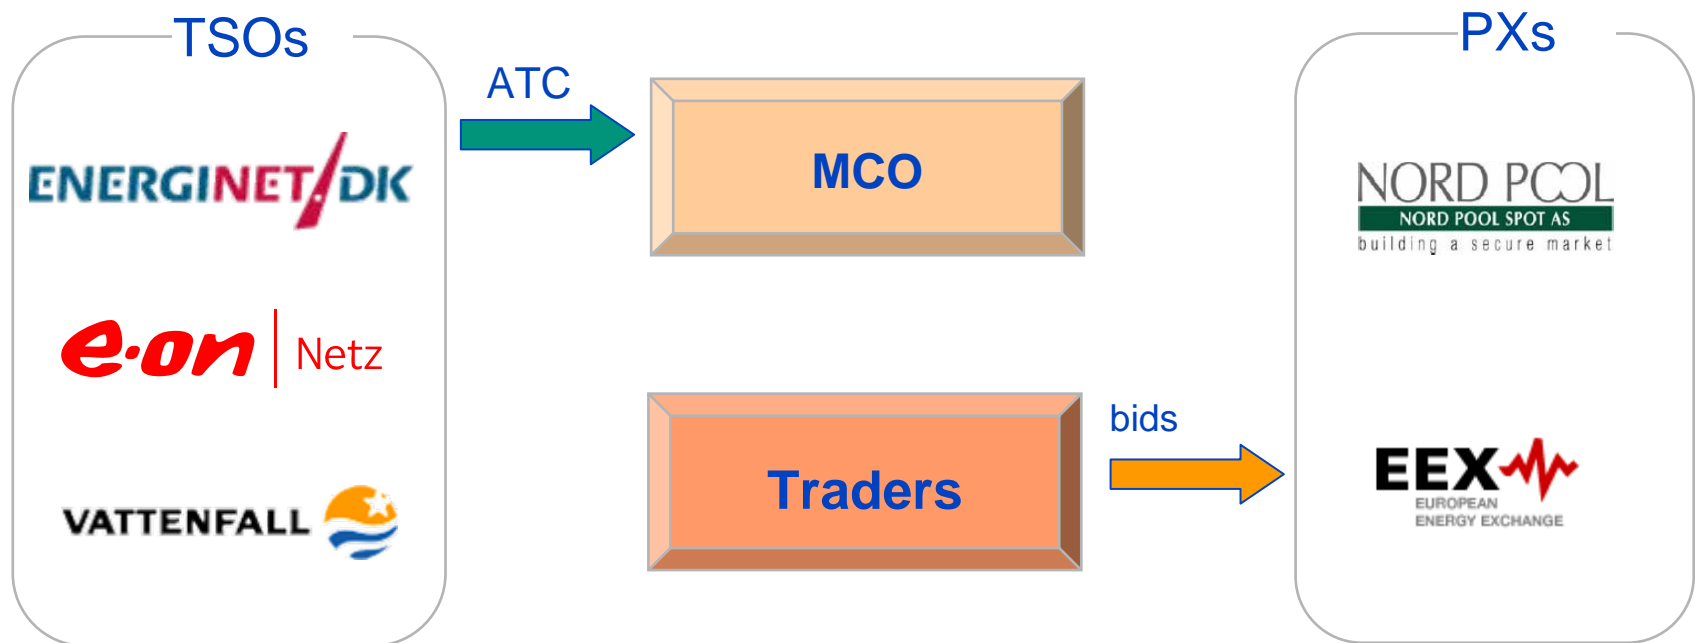 TSOs
ENERGINET/DK
e·on | Netz
VATTENFALL
ATC
MCO
Traders
bids
PXs
NORD POOL
NORD POOL SPOT AS
building a secure market
EEX
EUROPEAN
ENERGY EXCHANGE